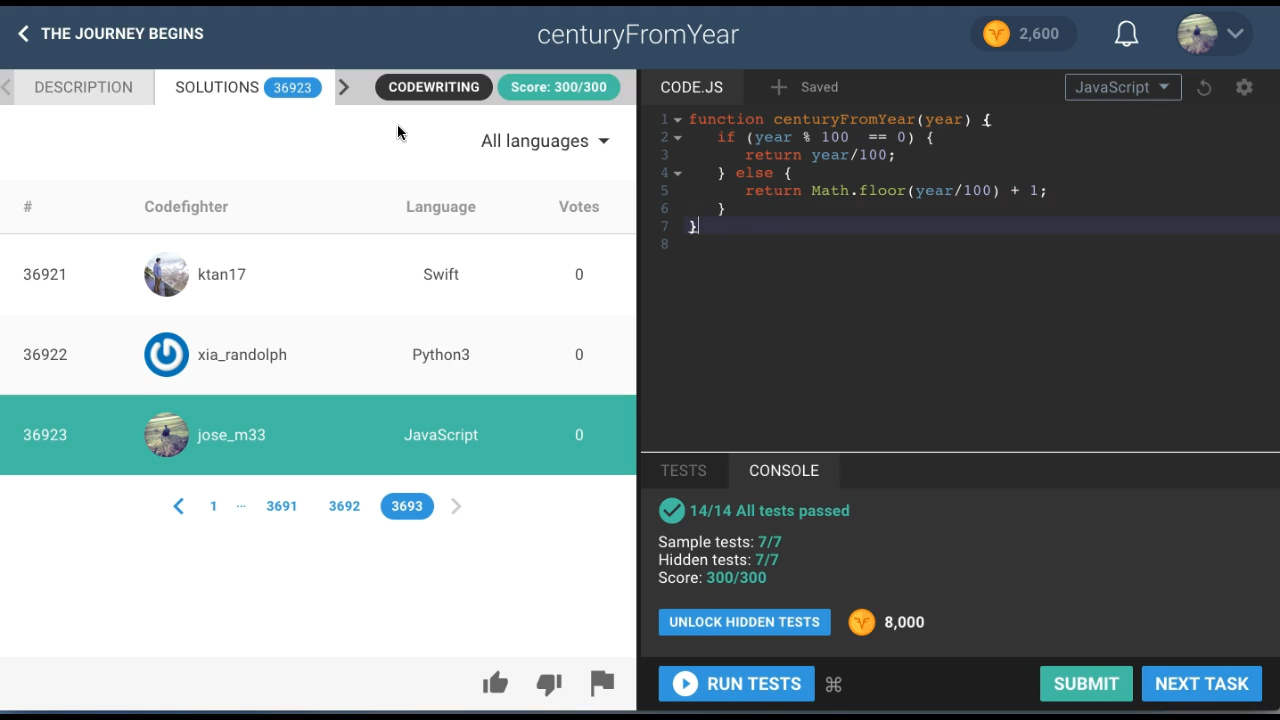 THE JOURNEY BEGINS
centuryFromYear
2,600
DESCRIPTION
SOLUTIONS 36923
CODEWRITING
Score: 300/300
All languages
# Codefighter Language Votes
36921 ktan17 Swift 0
36922 xia_randolph Python3 0
36923 jose_m33 JavaScript 0
1 ... 3691 3692 3693
CODE.JS
Saved
JavaScript
1 function centuryFromYear(year) {
2 if (year % 100  == 0) {
3 return year/100;
4 } else {
5 return Math.floor(year/100) + 1;
6 }
7 }
8
TESTS CONSOLE
14/14 All tests passed
Sample tests: 7/7
Hidden tests: 7/7
Score: 300/300
UNLOCK HIDDEN TESTS 8,000
RUN TESTS ⌘ SUBMIT NEXT TASK